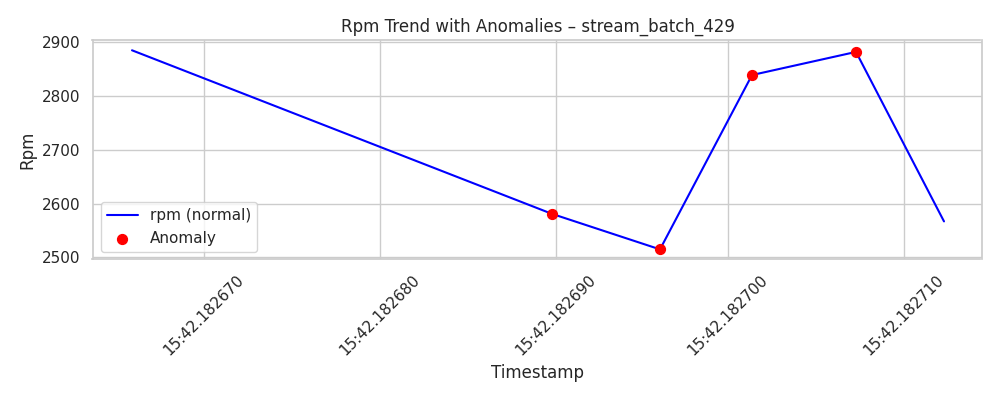 Rpm Trend with Anomalies – stream_batch_429
2900
2800
2700
2600
2500
Rpm
rpm (normal)
Anomaly
15:42.182670
15:42.182680
15:42.182690
15:42.182700
15:42.182710
Timestamp